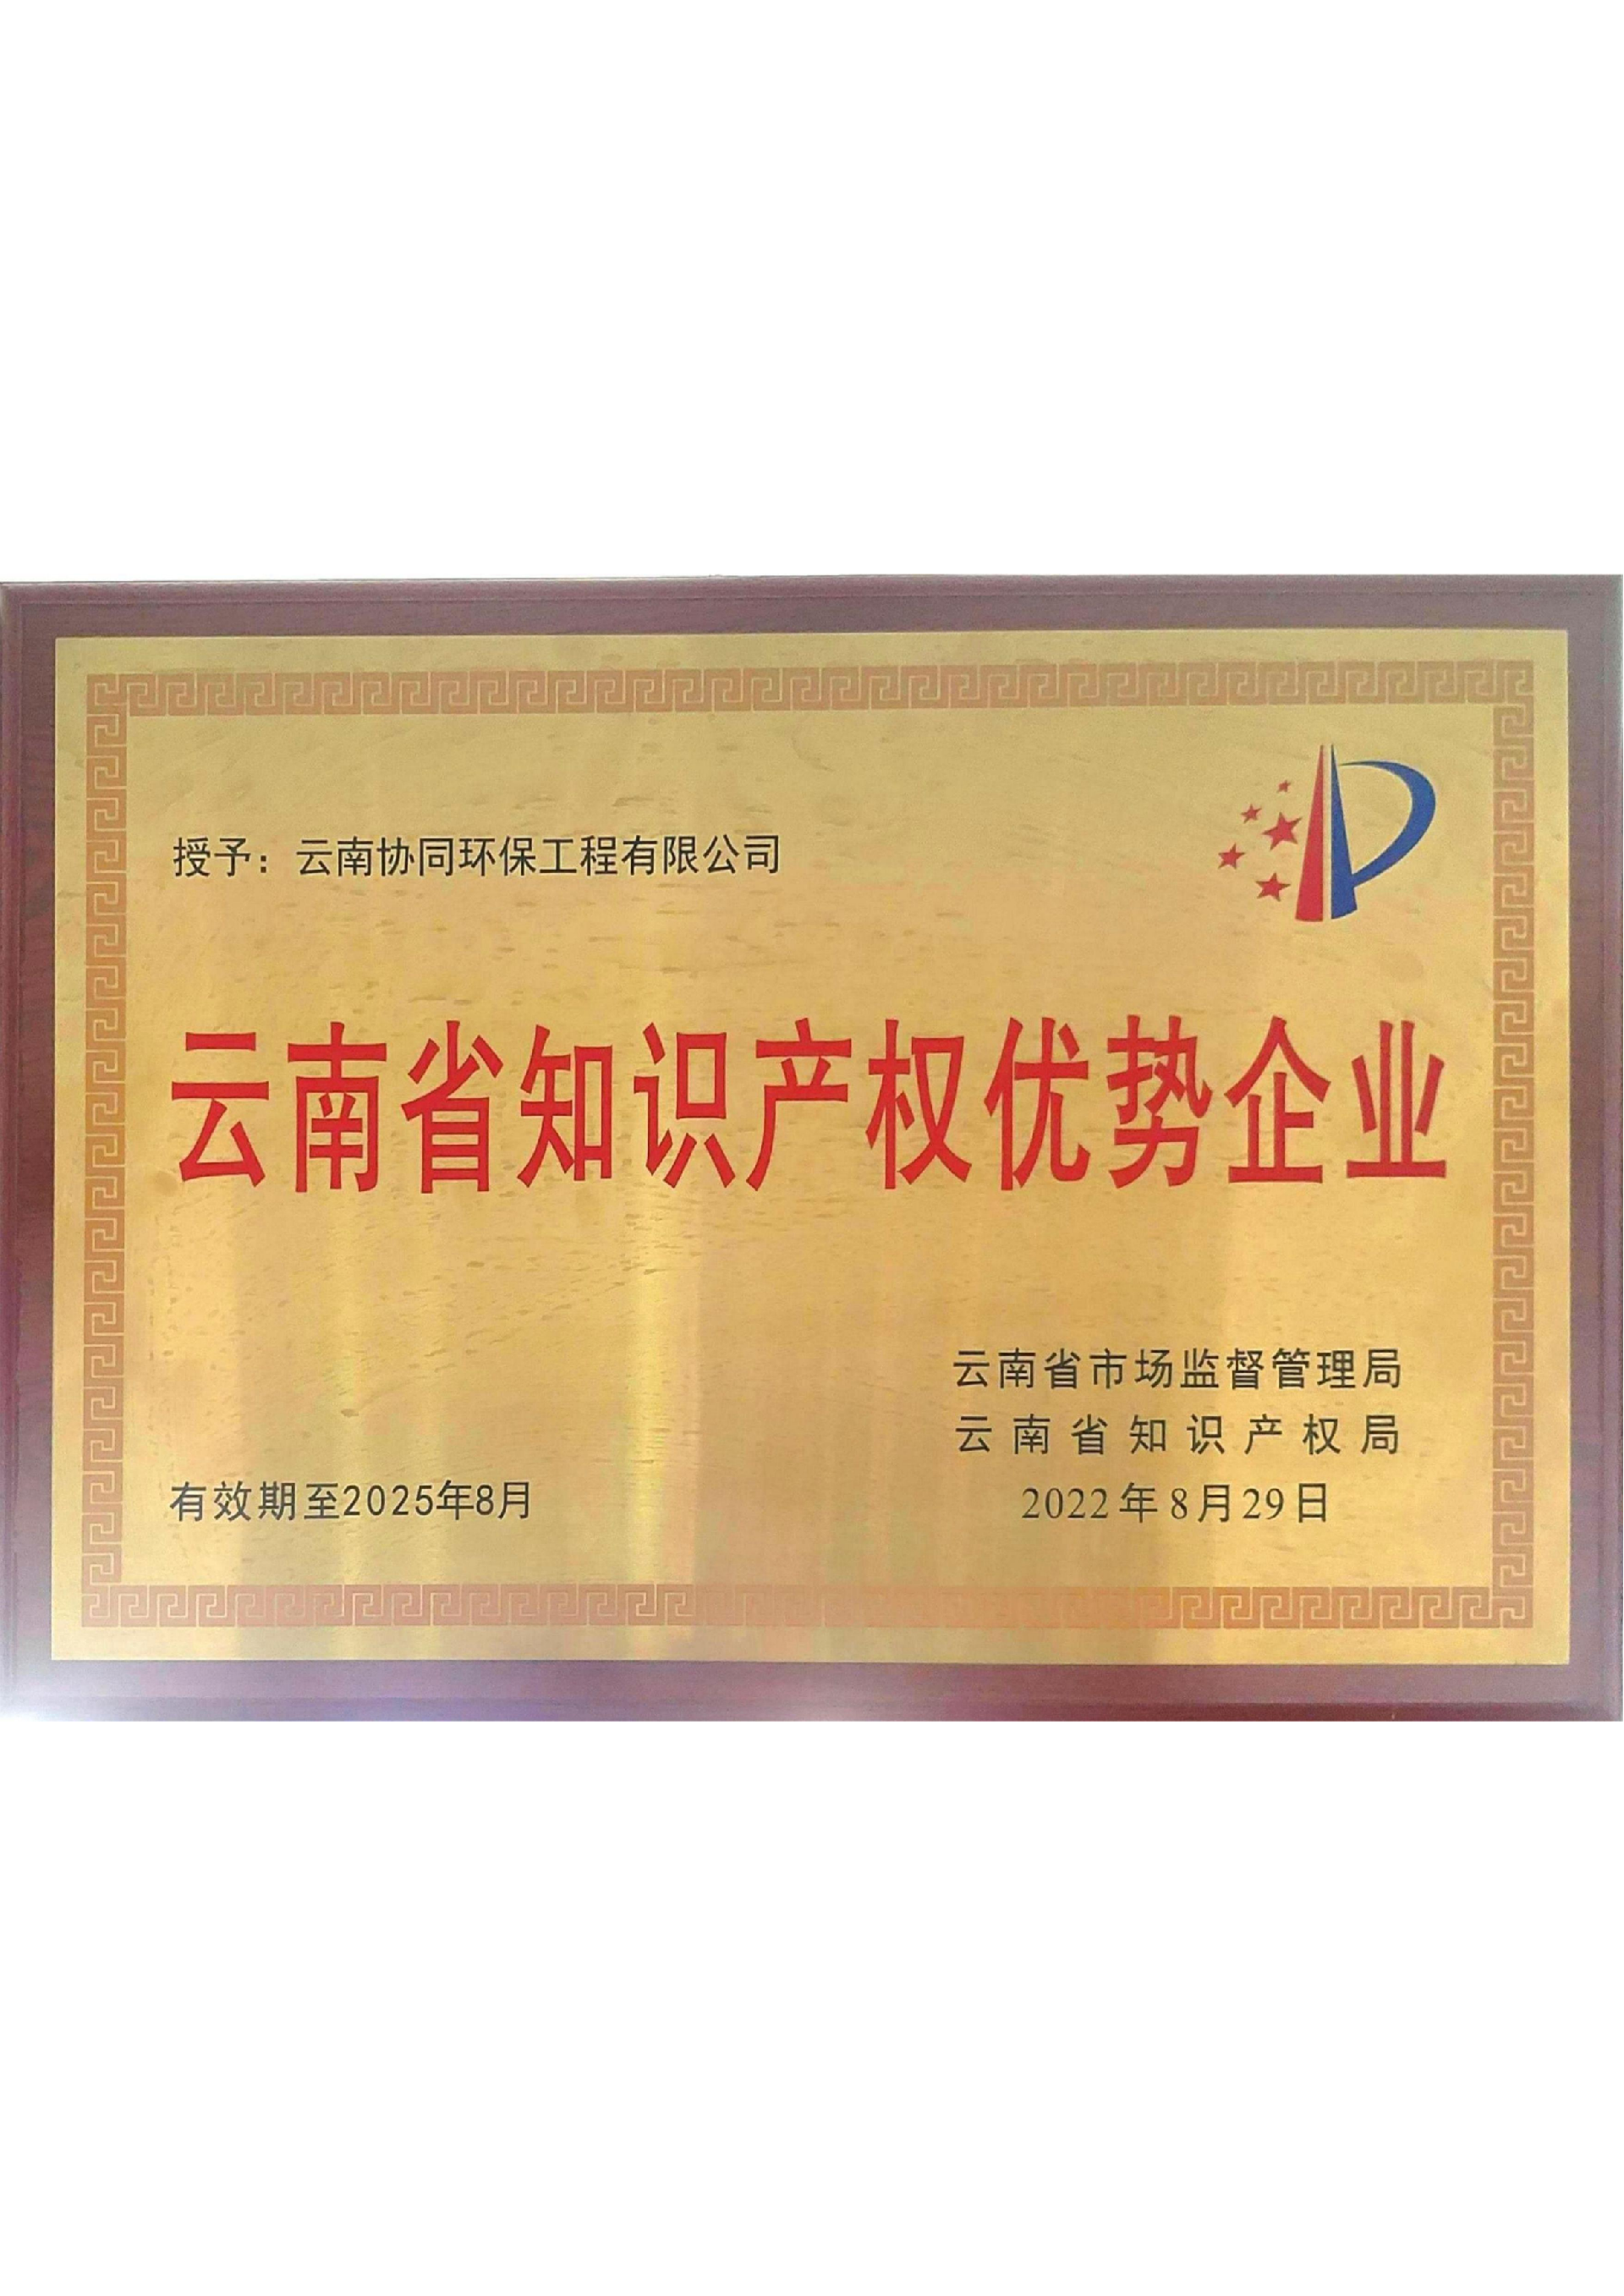 授予：云南协同环保工程有限公司
云南省知识产权优势企业
云南省市场监督管理局
云南省知识产权局
有效期至2025年8月
2022年8月29日